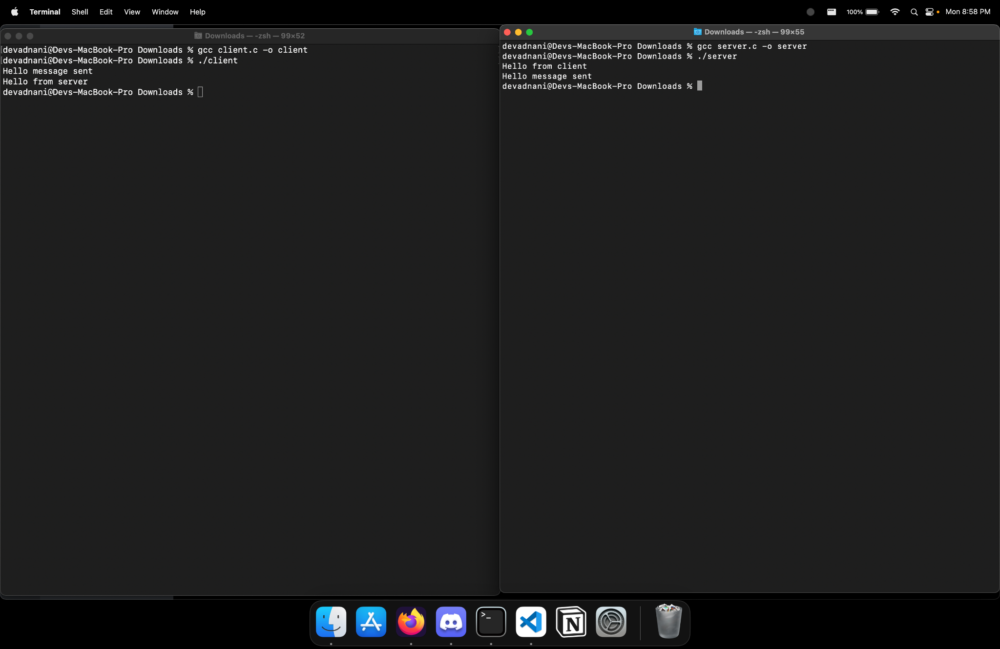 Terminal Shell Edit View Window Help 100% Mon 8:58 PM
Downloads — -zsh — 99×52
devadnani@Devs-MacBook-Pro Downloads % gcc client.c -o client
devadnani@Devs-MacBook-Pro Downloads % ./client
Hello message sent
Hello from server
devadnani@Devs-MacBook-Pro Downloads %
Downloads — -zsh — 99×55
devadnani@Devs-MacBook-Pro Downloads % gcc server.c -o server
devadnani@Devs-MacBook-Pro Downloads % ./server
Hello from client
Hello message sent
devadnani@Devs-MacBook-Pro Downloads %
>_
N